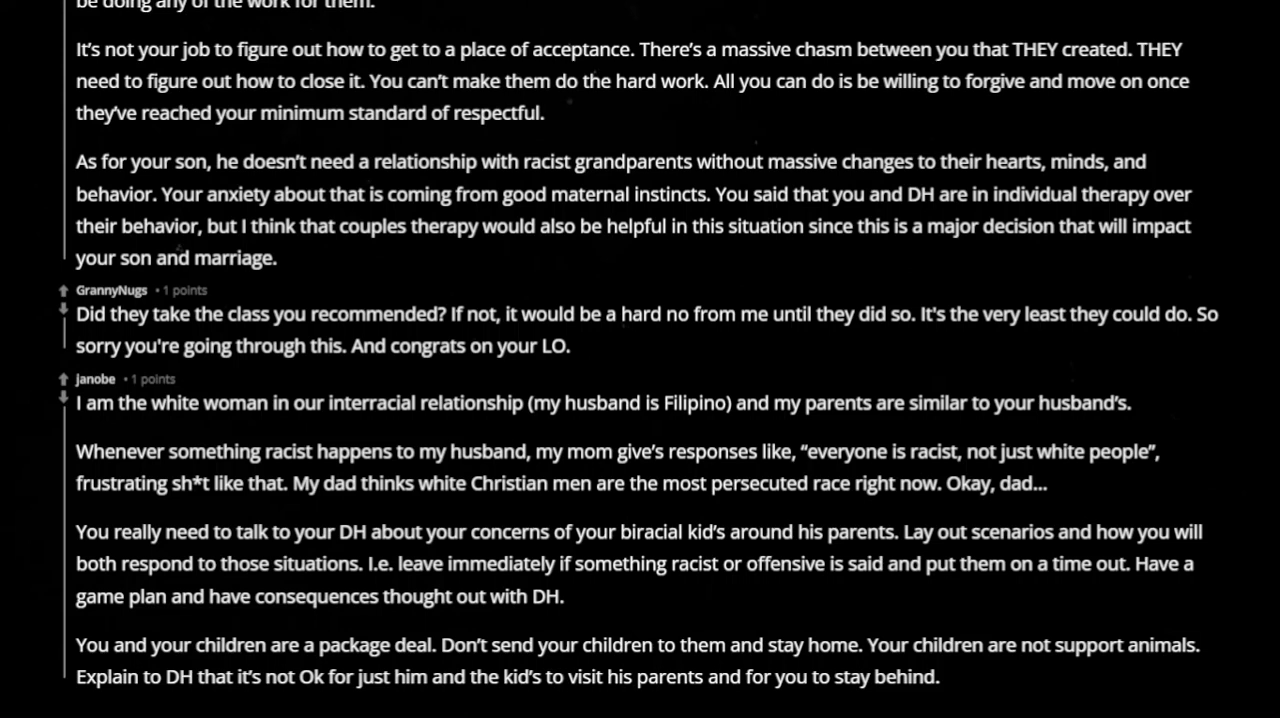 be doing any of the work for them.
It’s not your job to figure out how to get to a place of acceptance. There’s a massive chasm between you that THEY created. THEY
need to figure out how to close it. You can’t make them do the hard work. All you can do is be willing to forgive and move on once
they’ve reached your minimum standard of respectful.
As for your son, he doesn’t need a relationship with racist grandparents without massive changes to their hearts, minds, and
behavior. Your anxiety about that is coming from good maternal instincts. You said that you and DH are in individual therapy over
their behavior, but I think that couples therapy would also be helpful in this situation since this is a major decision that will impact
your son and marriage.
GrannyNugs • 1 points
Did they take the class you recommended? If not, it would be a hard no from me until they did so. It's the very least they could do. So
sorry you're going through this. And congrats on your LO.
janobe • 1 points
I am the white woman in our interracial relationship (my husband is Filipino) and my parents are similar to your husband’s.
Whenever something racist happens to my husband, my mom give’s responses like, “everyone is racist, not just white people”,
frustrating sh*t like that. My dad thinks white Christian men are the most persecuted race right now. Okay, dad...
You really need to talk to your DH about your concerns of your biracial kid’s around his parents. Lay out scenarios and how you will
both respond to those situations. I.e. leave immediately if something racist or offensive is said and put them on a time out. Have a
game plan and have consequences thought out with DH.
You and your children are a package deal. Don’t send your children to them and stay home. Your children are not support animals.
Explain to DH that it’s not Ok for just him and the kid’s to visit his parents and for you to stay behind.